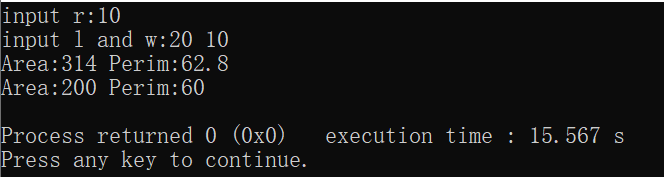 input r:10
input l and w:20 10
Area:314 Perim:62.8
Area:200 Perim:60
Process returned 0 (0x0)   execution time : 15.567 s
Press any key to continue.